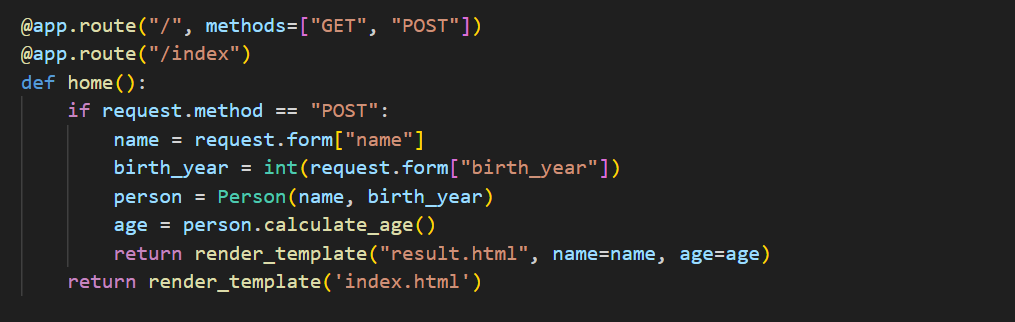 @app.route("/", methods=["GET", "POST"])
@app.route("/index")
def home():
    if request.method == "POST":
        name = request.form["name"]
        birth_year = int(request.form["birth_year"])
        person = Person(name, birth_year)
        age = person.calculate_age()
        return render_template("result.html", name=name, age=age)
    return render_template('index.html')